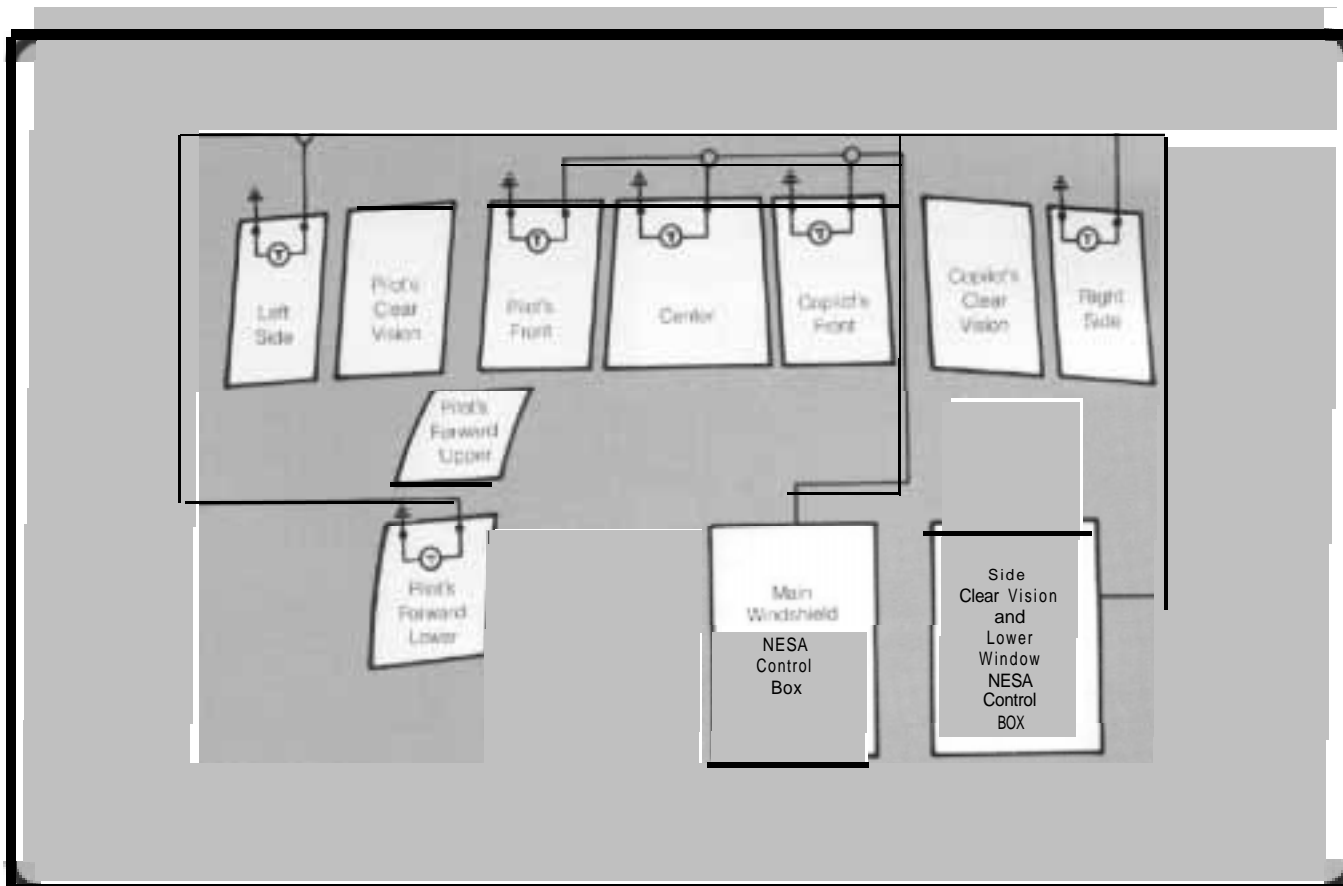 Left
Side
Pilot's
Clear
Vision
Pilot's
Front
Center
Copilot's
Front
Copilot's
Clear
Vision
Right
Side
Pilot's
Forward
Upper
Pilot's
Forward
Lower
Main
Windshield
NESA
Control
Box
Side
Clear Vision
and
Lower
Window
NESA
Control
BOX
T
T
T
T
T
T